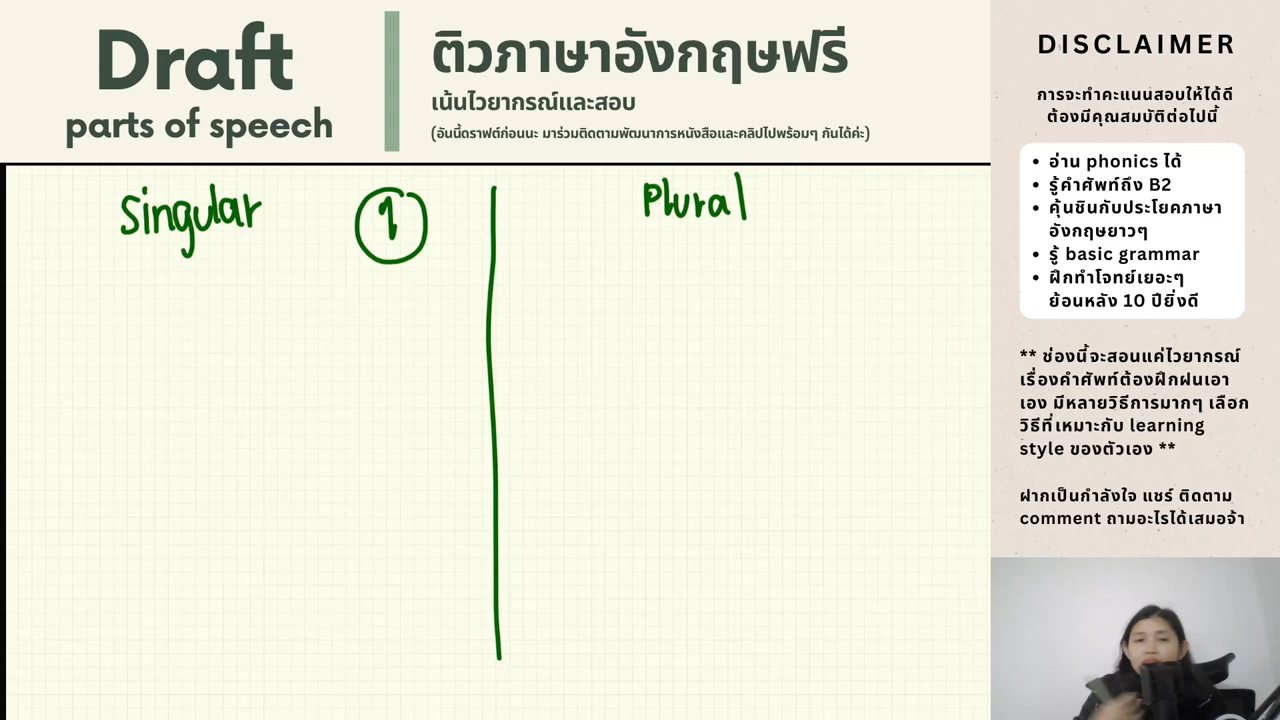 Draft
parts of speech
ติวภาษาอังกฤษฟรี
เน้นไวยากรณ์และสอบ
(อันนี้ดราฟต์ก่อนนะ มาร่วมติดตามพัฒนาการหนังสือและคลิปไปพร้อมๆ กันได้ค่ะ)
Singular
1
Plural
DISCLAIMER
การจะทำคะแนนสอบให้ได้ดี
ต้องมีคุณสมบัติต่อไปนี้
• อ่าน phonics ได้
• รู้คำศัพท์ถึง B2
• คุ้นชินกับประโยคภาษา
อังกฤษยาวๆ
• รู้ basic grammar
• ฝึกทำโจทย์เยอะๆ
ย้อนหลัง 10 ปียิ่งดี
** ช่องนี้จะสอนแค่ไวยากรณ์
เรื่องคำศัพท์ต้องฝึกฝนเอา
เอง มีหลายวิธีการมากๆ เลือก
วิธีที่เหมาะกับ learning
style ของตัวเอง **
ฝากเป็นกำลังใจ แชร์ ติดตาม
comment ถามอะไรได้เสมอจ้า